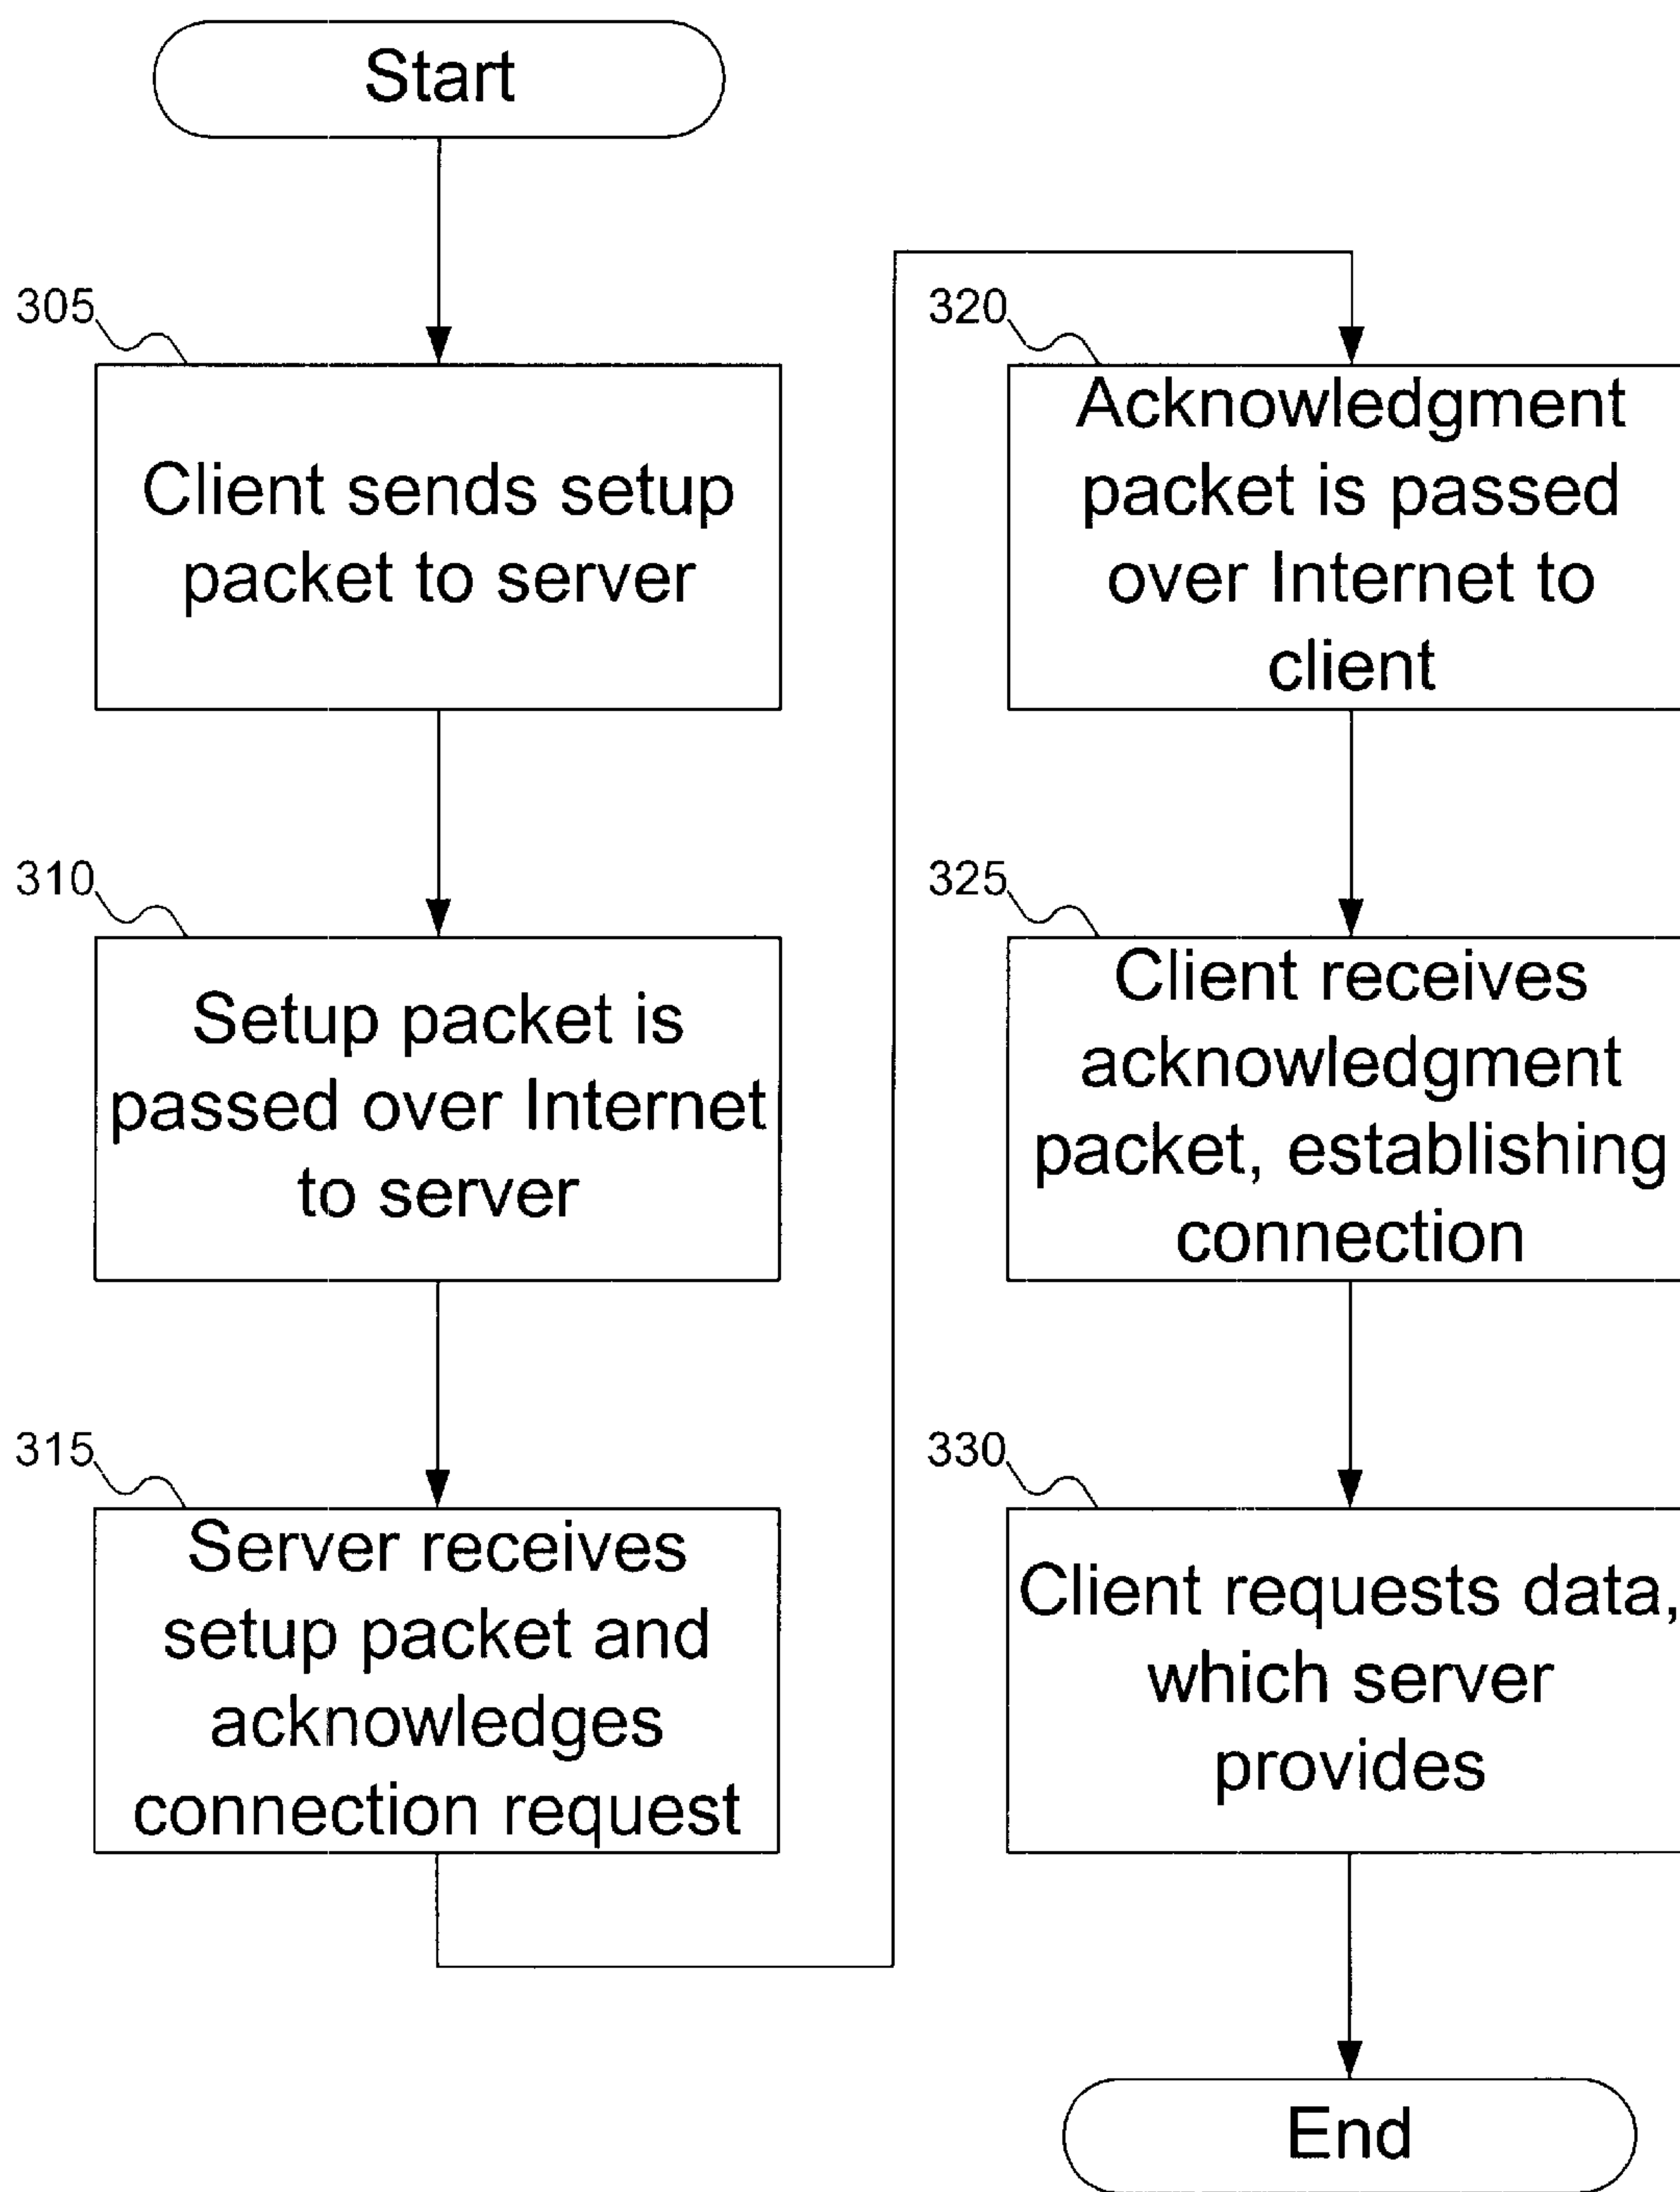 Start
305
Client sends setup
packet to server
310
Setup packet is
passed over Internet
to server
315
Server receives
setup packet and
acknowledges
connection request
320
Acknowledgment
packet is passed
over Internet to
client
325
Client receives
acknowledgment
packet, establishing
connection
330
Client requests data,
which server
provides
End